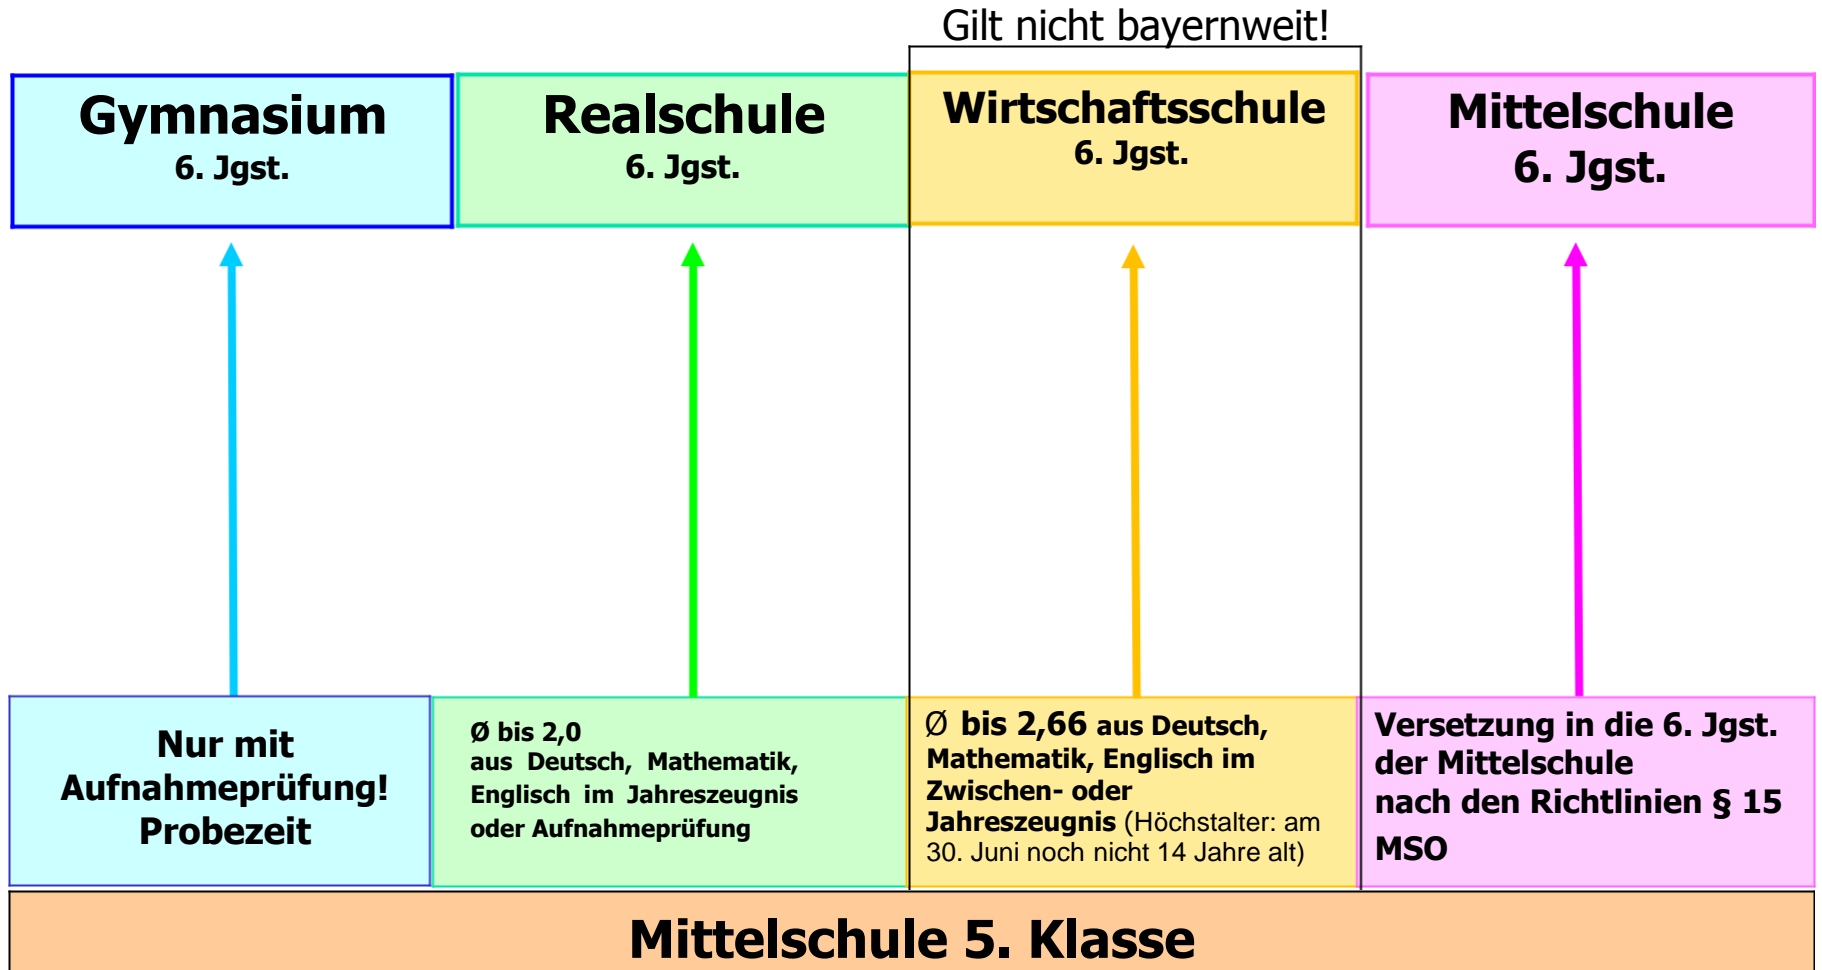 Gilt nicht bayernweit!
Gymnasium
6. Jgst.
Realschule
6. Jgst.
Wirtschaftsschule
6. Jgst.
Mittelschule
6. Jgst.
Nur mit
Aufnahmeprüfung!
Probezeit
Ø bis 2,0
aus Deutsch, Mathematik,
Englisch im Jahreszeugnis
oder Aufnahmeprüfung
Ø bis 2,66 aus Deutsch,
Mathematik, Englisch im
Zwischen- oder
Jahreszeugnis (Höchstalter: am
30. Juni noch nicht 14 Jahre alt)
Versetzung in die 6. Jgst.
der Mittelschule
nach den Richtlinien § 15
MSO
Mittelschule 5. Klasse